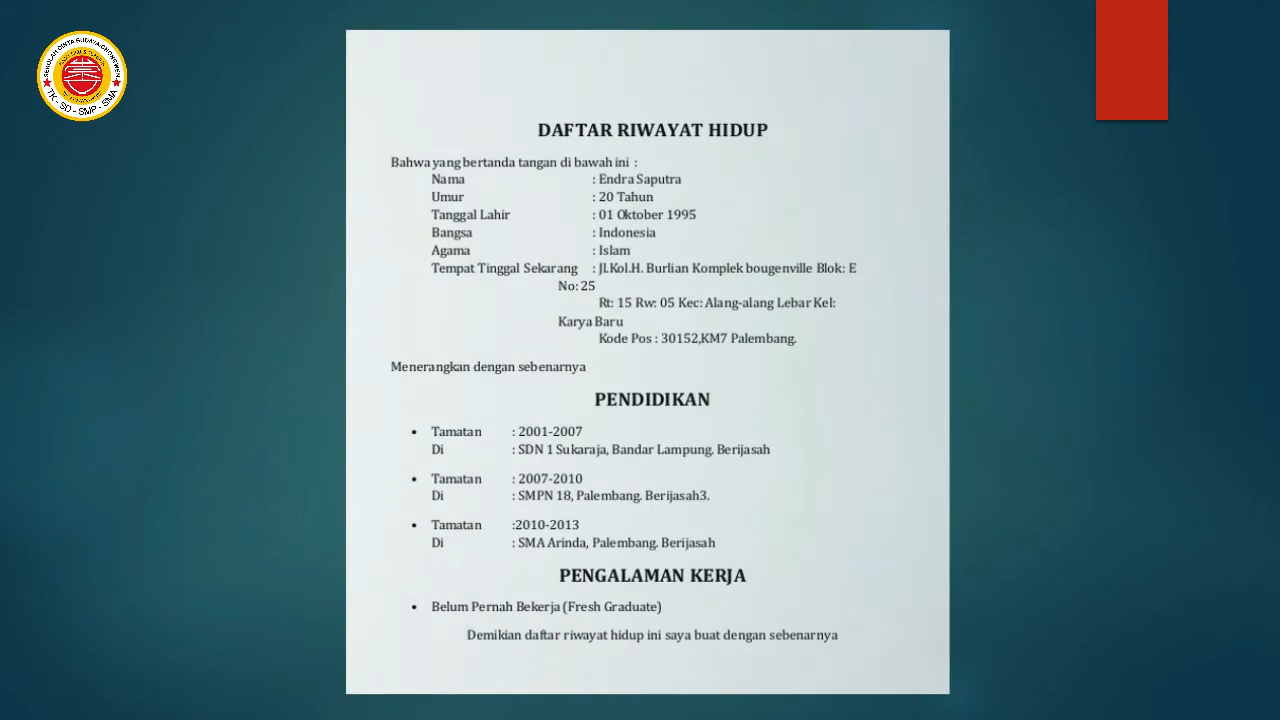 SEKOLAH CINTA BUDAYA CHONGWEN
TK - SD - SMP - SMA
DAFTAR RIWAYAT HIDUP
Bahwa yang bertanda tangan di bawah ini :
Nama : Endra Saputra
Umur : 20 Tahun
Tanggal Lahir : 01 Oktober 1995
Bangsa : Indonesia
Agama : Islam
Tempat Tinggal Sekarang : Jl.Kol.H. Burlian Komplek bougenville Blok: E
No: 25
Rt: 15 Rw: 05 Kec: Alang-alang Lebar Kel:
Karya Baru
Kode Pos : 30152,KM7 Palembang.
Menerangkan dengan sebenarnya
PENDIDIKAN
• Tamatan : 2001-2007
Di : SDN 1 Sukaraja, Bandar Lampung. Berijasah
• Tamatan : 2007-2010
Di : SMPN 18, Palembang. Berijasah3.
• Tamatan :2010-2013
Di : SMA Arinda, Palembang. Berijasah
PENGALAMAN KERJA
• Belum Pernah Bekerja (Fresh Graduate)
Demikian daftar riwayat hidup ini saya buat dengan sebenarnya